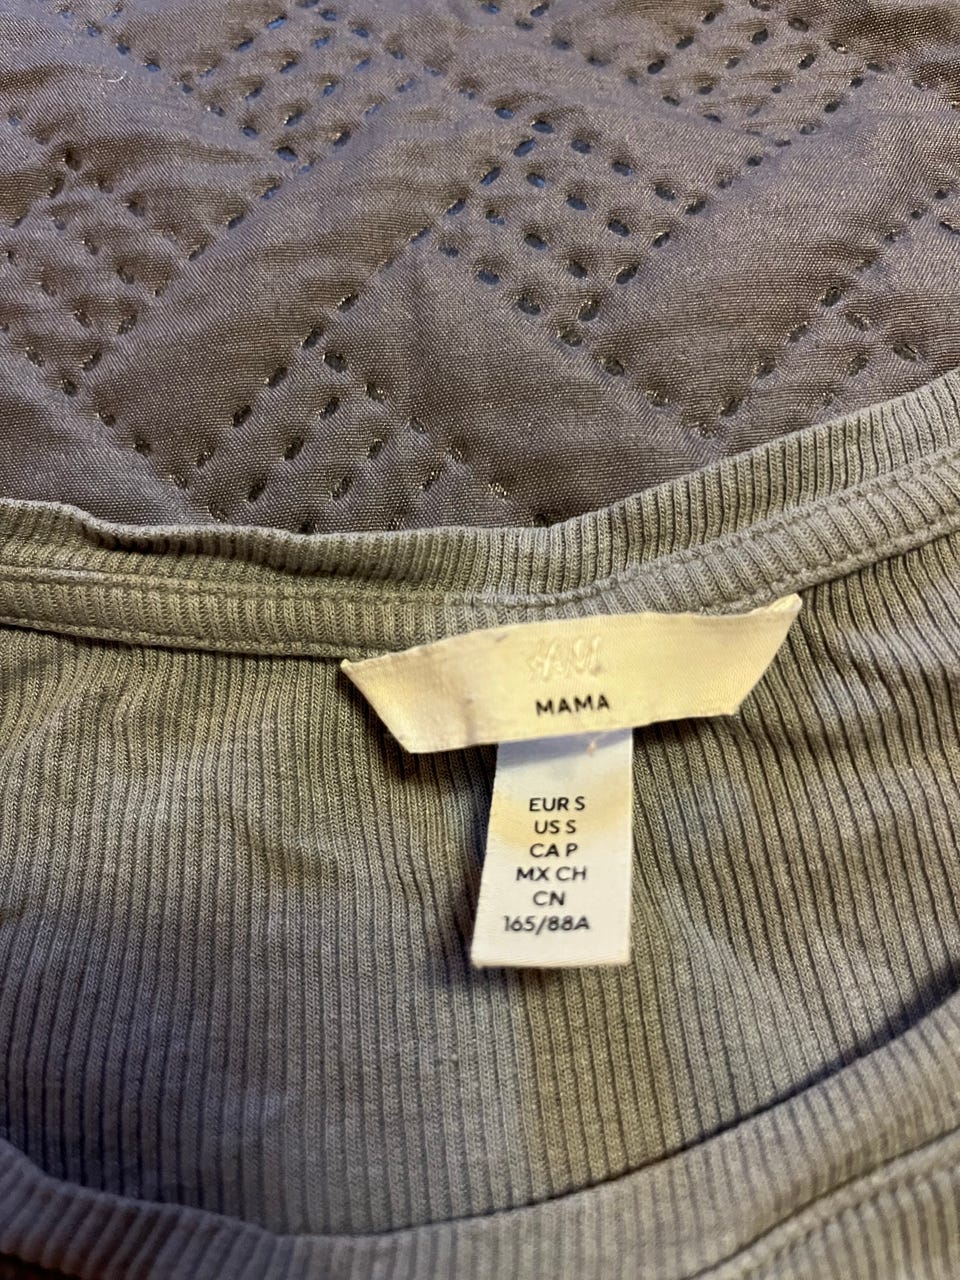 H&M
MAMA
EUR S
US S
CA P
MX CH
CN
165/88A